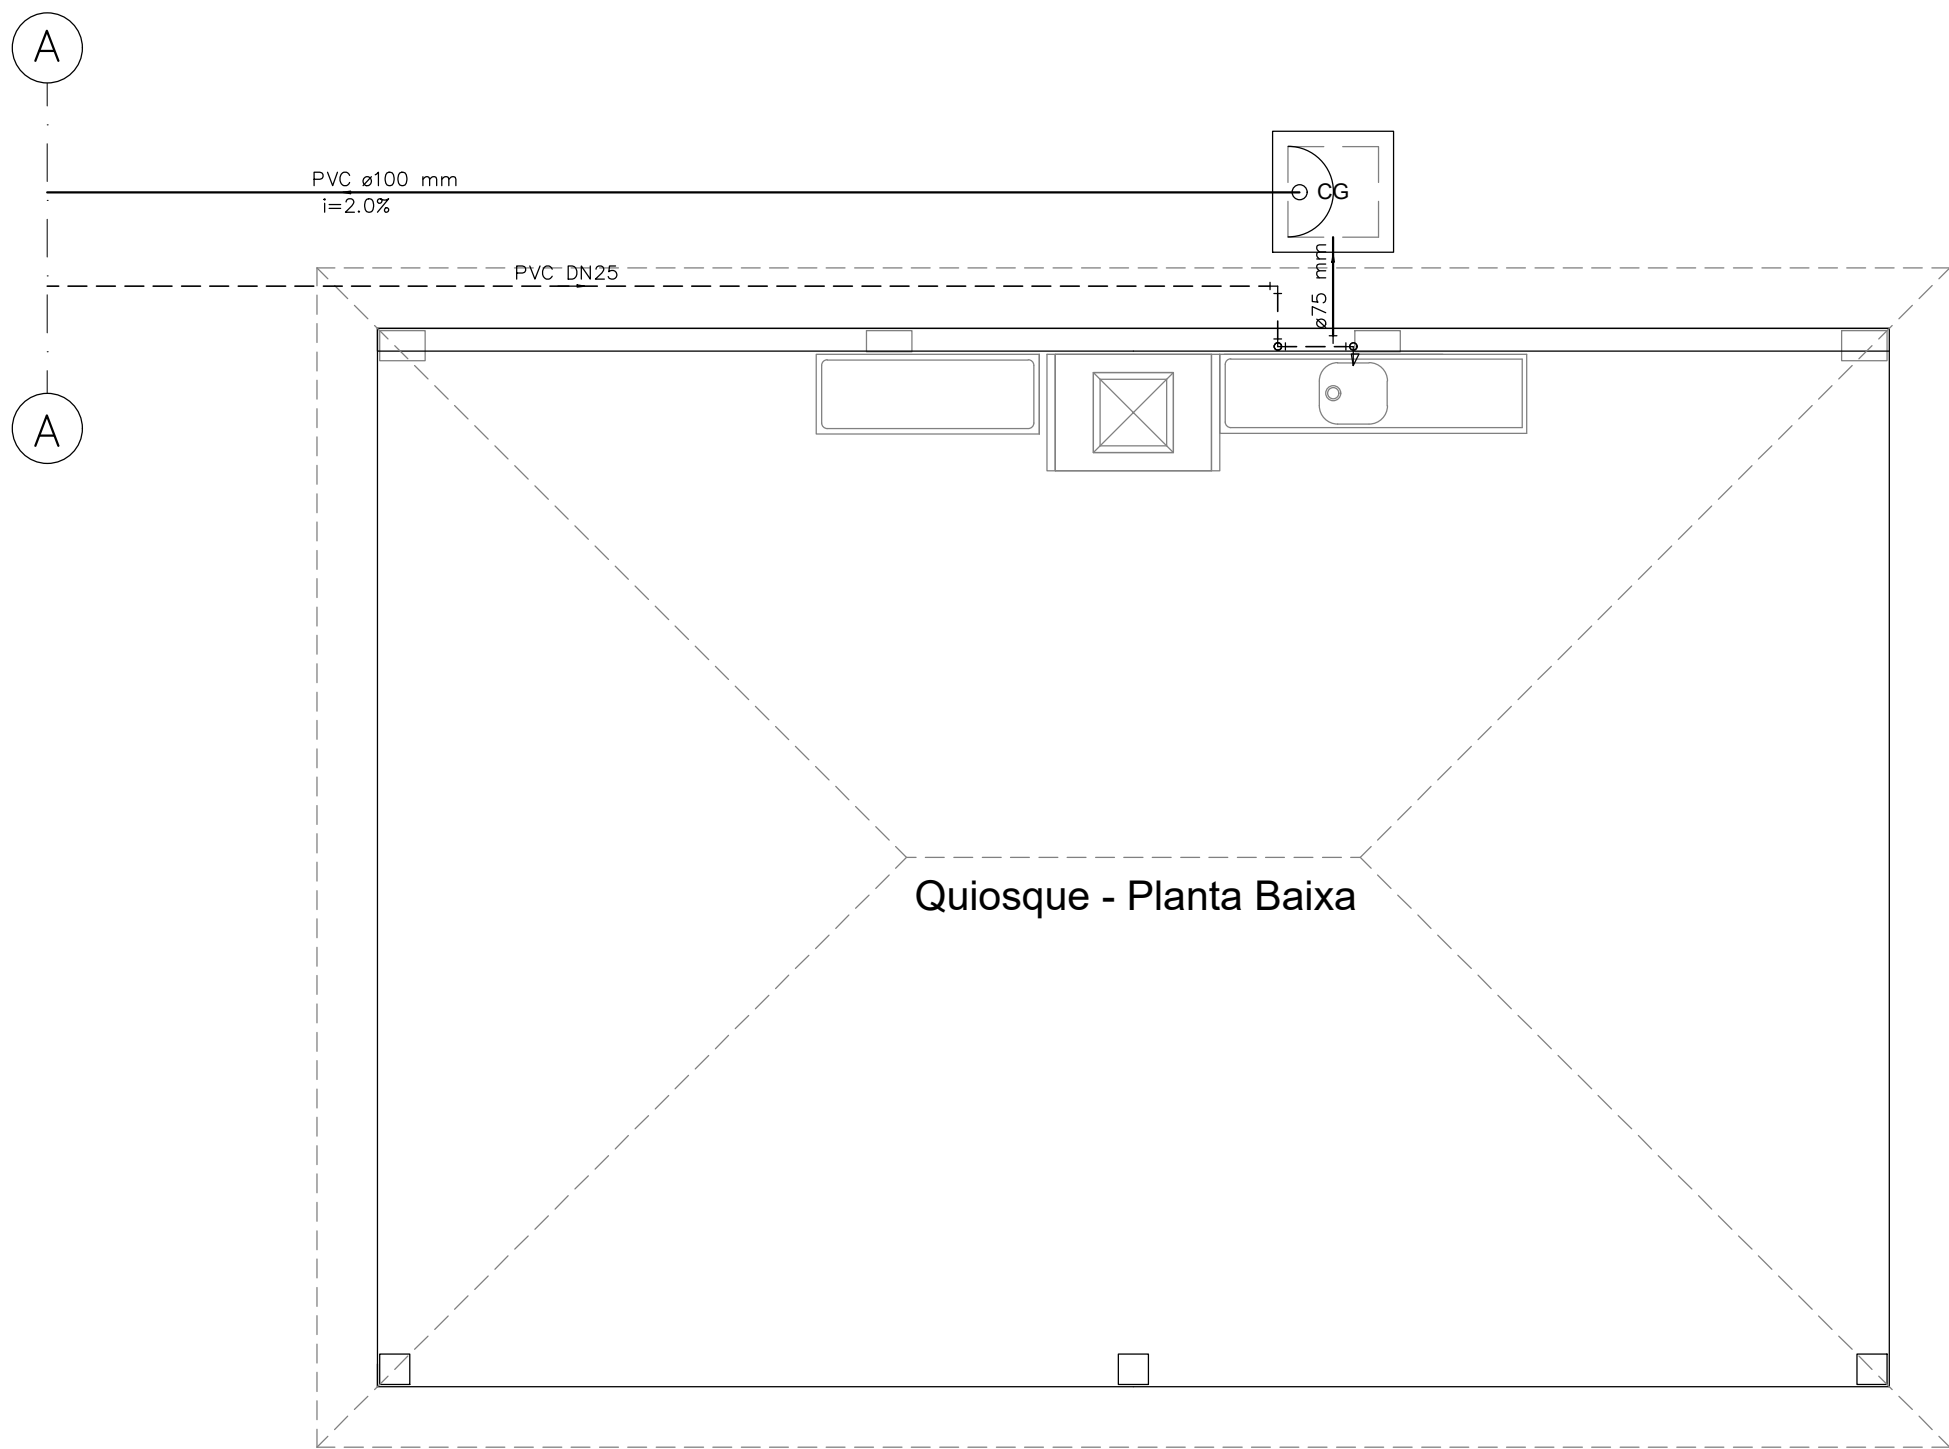 A
PVC ø100 mm
i=2.0%
CG
PVC DN25
ø75 mm
A
Quiosque - Planta Baixa